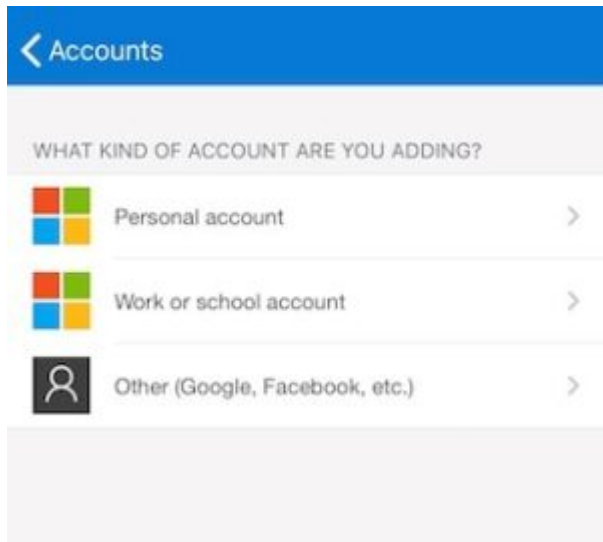 Accounts
WHAT KIND OF ACCOUNT ARE YOU ADDING?
Personal account
Work or school account
Other (Google, Facebook, etc.)